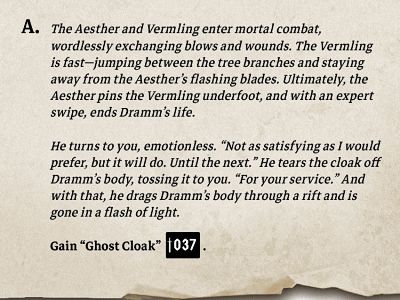 A. The Aesther and Vermling enter mortal combat,
wordlessly exchanging blows and wounds. The Vermling
is fast—jumping between the tree branches and staying
away from the Aesther's flashing blades. Ultimately, the
Aesther pins the Vermling underfoot, and with an expert
swipe, ends Dramm's life.
He turns to you, emotionless. “Not as satisfying as I would
prefer, but it will do. Until the next.” He tears the cloak off
Dramm's body, tossing it to you. “For your service.” And
with that, he drags Dramm's body through a rift and is
gone in a flash of light.
Gain “Ghost Cloak” 037 .